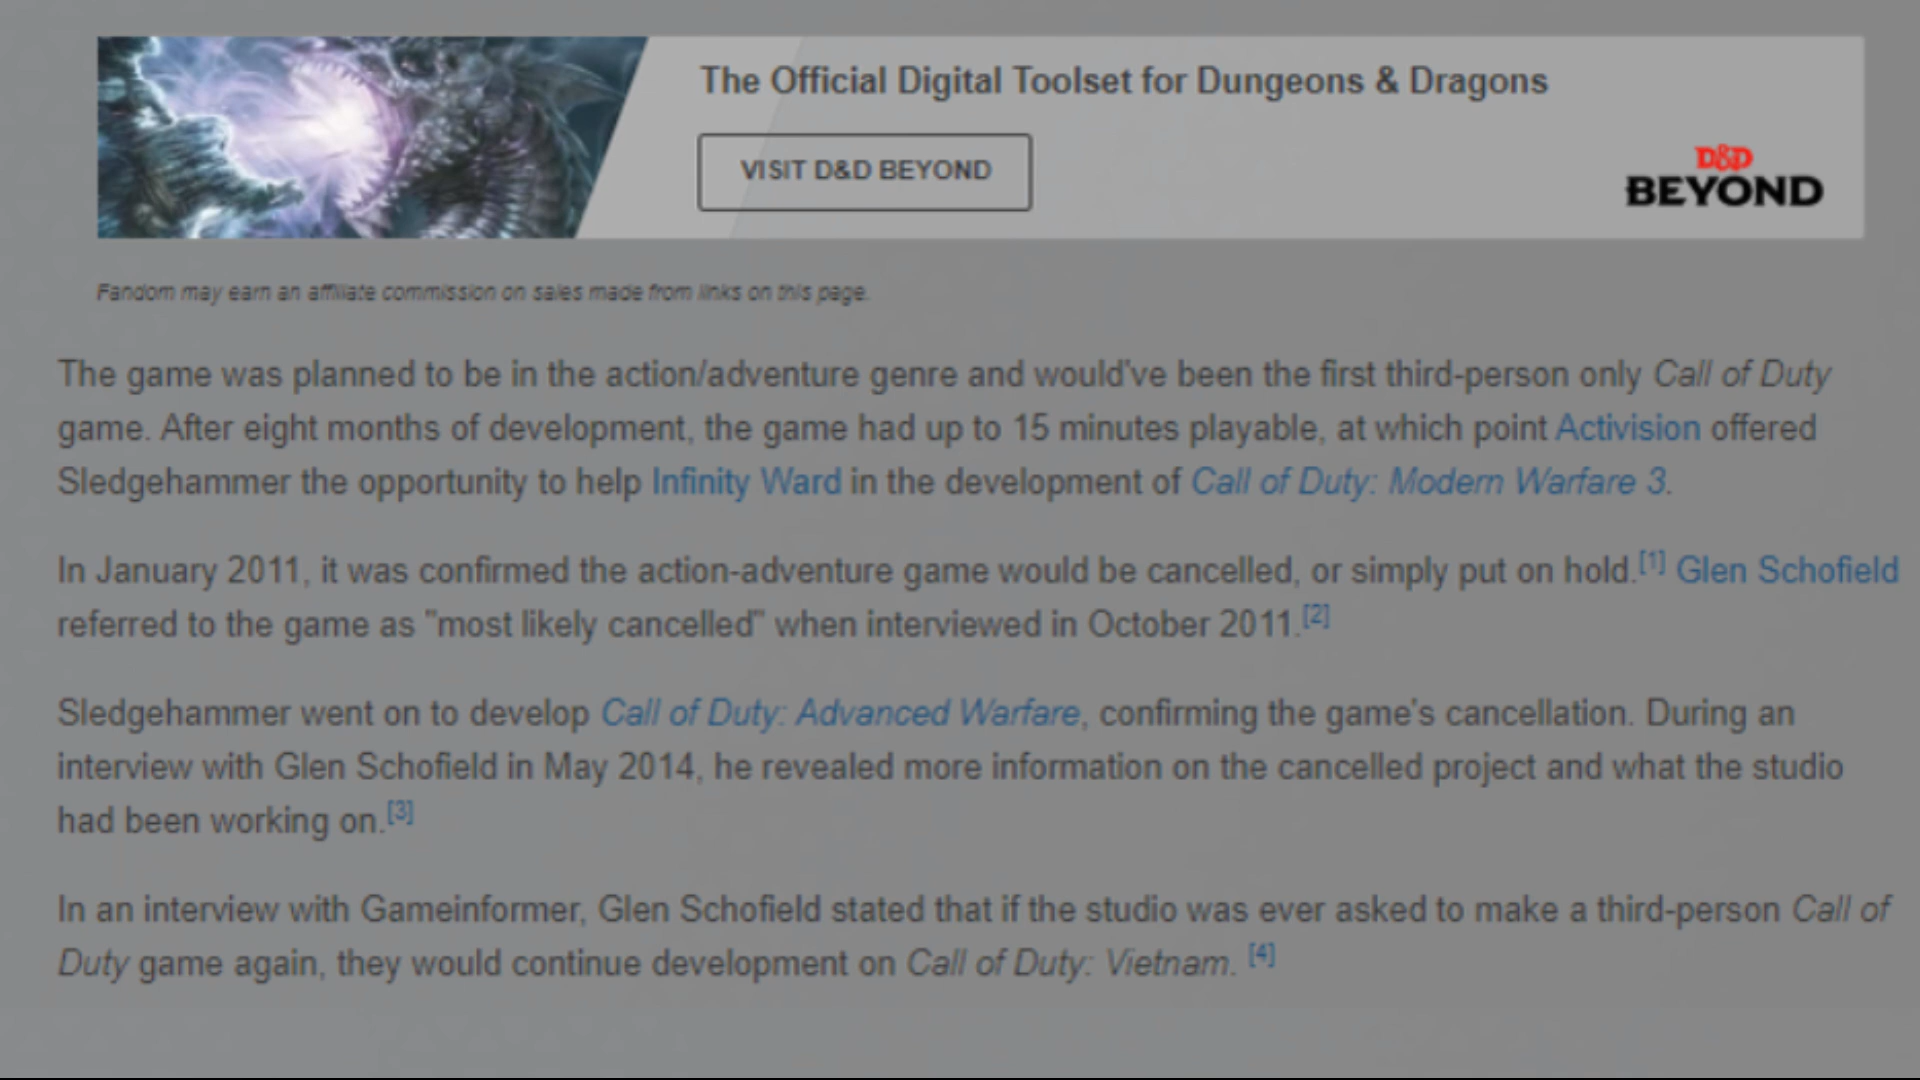 The Official Digital Toolset for Dungeons & Dragons
VISIT D&D BEYOND
D&D
BEYOND
Fandom may earn an affiliate commission on sales made from links on this page.
The game was planned to be in the action/adventure genre and would've been the first third-person only Call of Duty
game. After eight months of development, the game had up to 15 minutes playable, at which point Activision offered
Sledgehammer the opportunity to help Infinity Ward in the development of Call of Duty: Modern Warfare 3.
In January 2011, it was confirmed the action-adventure game would be cancelled, or simply put on hold.[1] Glen Schofield
referred to the game as "most likely cancelled" when interviewed in October 2011.[2]
Sledgehammer went on to develop Call of Duty: Advanced Warfare, confirming the game's cancellation. During an
interview with Glen Schofield in May 2014, he revealed more information on the cancelled project and what the studio
had been working on.[3]
In an interview with Gameinformer, Glen Schofield stated that if the studio was ever asked to make a third-person Call of
Duty game again, they would continue development on Call of Duty: Vietnam. [4]